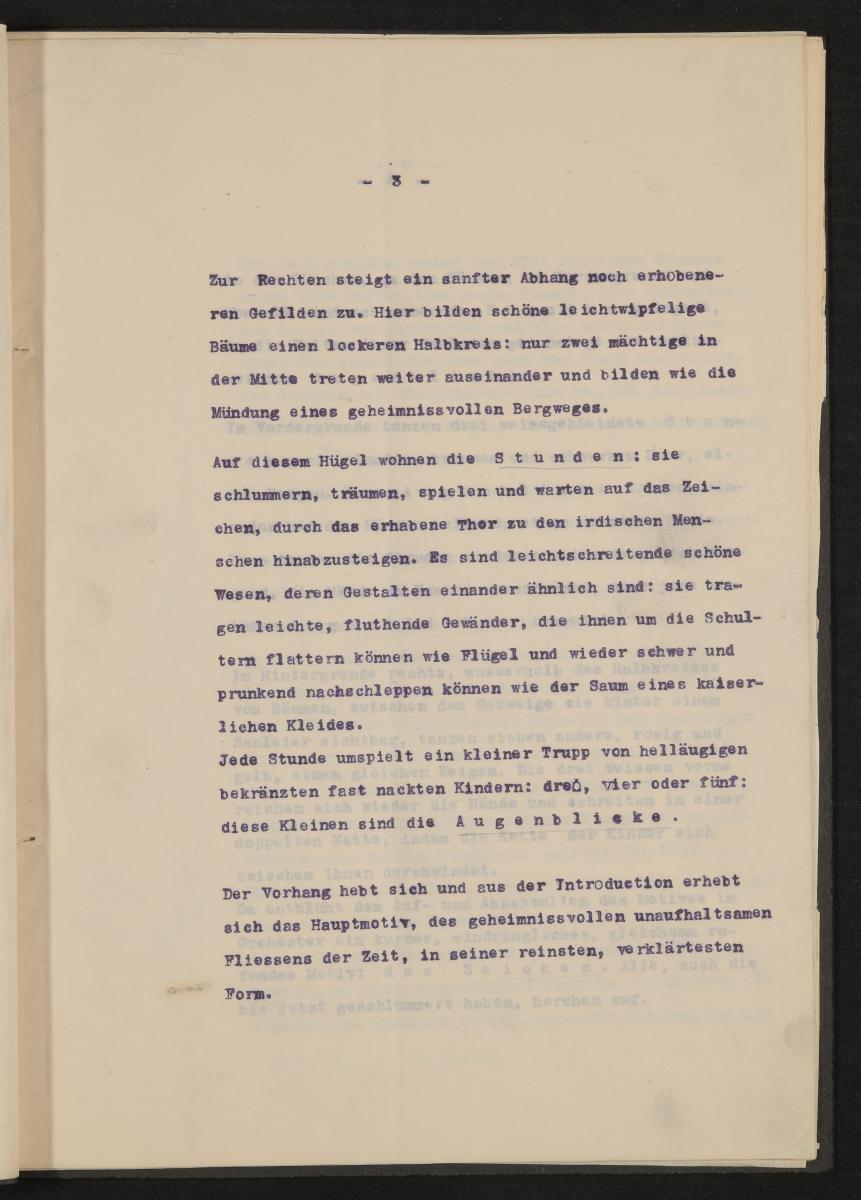 - 3 -
Zur Rechten steigt ein sanfter Abhang noch erhobene-
ren Gefilden zu. Hier bilden schöne leichtwipfelige
Bäume einen lockeren Halbkreis: nur zwei mächtige in
der Mitte treten weiter auseinander und bilden wie die
Mündung eines geheimnissvollen Bergweges.
Auf diesem Hügel wohnen die S t u n d e n : sie
schlummern, träumen, spielen und warten auf das Zei-
chen, durch das erhabene Thor zu den irdischen Men-
schen hinabzusteigen. Es sind leichtschreitende schöne
Wesen, deren Gestalten einander ähnlich sind: sie tra-
gen leichte, fluthende Gewänder, die ihnen um die Schul-
tern flattern können wie Flügel und wieder schwer und
prunkend nachschleppen können wie der Saum eines kaiser-
lichen Kleides.
Jede Stunde umspielt ein kleiner Trupp von helläugigen
bekränzten fast nackten Kindern: drei, vier oder fünf:
diese Kleinen sind die A u g e n b l i c k e .
Der Vorhang hebt sich und aus der Introduction erhebt
sich das Hauptmotiv, des geheimnissvollen unaufhaltsamen
Fliessens der Zeit, in seiner reinsten, verklärtesten
Form.